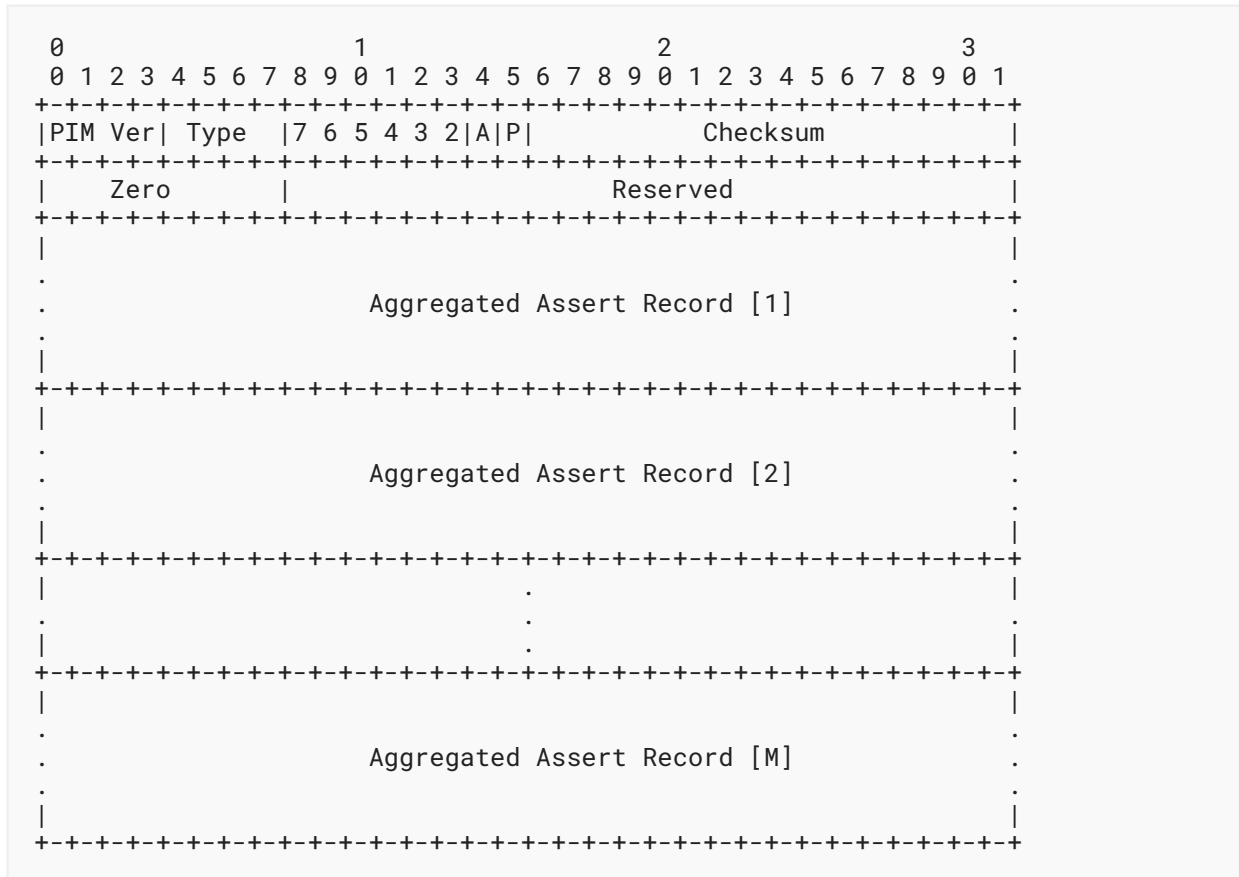 0                   1                   2                   3
 0 1 2 3 4 5 6 7 8 9 0 1 2 3 4 5 6 7 8 9 0 1 2 3 4 5 6 7 8 9 0 1
+-+-+-+-+-+-+-+-+-+-+-+-+-+-+-+-+-+-+-+-+-+-+-+-+-+-+-+-+-+-+-+-+
|PIM Ver| Type  |7 6 5 4 3 2|A|P|           Checksum            |
+-+-+-+-+-+-+-+-+-+-+-+-+-+-+-+-+-+-+-+-+-+-+-+-+-+-+-+-+-+-+-+-+
|    Zero       |                     Reserved                  |
+-+-+-+-+-+-+-+-+-+-+-+-+-+-+-+-+-+-+-+-+-+-+-+-+-+-+-+-+-+-+-+-+
|                                                               |
.                                                               .
.                     Aggregated Assert Record [1]              .
.                                                               .
|                                                               |
+-+-+-+-+-+-+-+-+-+-+-+-+-+-+-+-+-+-+-+-+-+-+-+-+-+-+-+-+-+-+-+-+
|                                                               |
.                                                               .
.                     Aggregated Assert Record [2]              .
.                                                               .
|                                                               |
+-+-+-+-+-+-+-+-+-+-+-+-+-+-+-+-+-+-+-+-+-+-+-+-+-+-+-+-+-+-+-+-+
|                               .                               |
.                               .                               .
|                               .                               |
+-+-+-+-+-+-+-+-+-+-+-+-+-+-+-+-+-+-+-+-+-+-+-+-+-+-+-+-+-+-+-+-+
|                                                               |
.                                                               .
.                     Aggregated Assert Record [M]              .
.                                                               .
|                                                               |
+-+-+-+-+-+-+-+-+-+-+-+-+-+-+-+-+-+-+-+-+-+-+-+-+-+-+-+-+-+-+-+-+